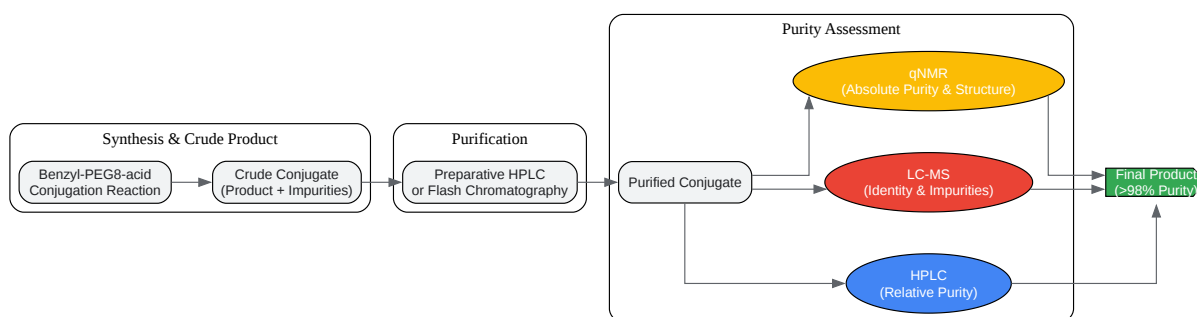 Synthesis & Crude Product
Benzyl-PEG8-acid
Conjugation Reaction
Crude Conjugate
(Product + Impurities)
Purification
Preparative HPLC
or Flash Chromatography
Purity Assessment
Purified Conjugate
qNMR
(Absolute Purity & Structure)
LC-MS
(Identity & Impurities)
HPLC
(Relative Purity)
Final Product
(>98% Purity)